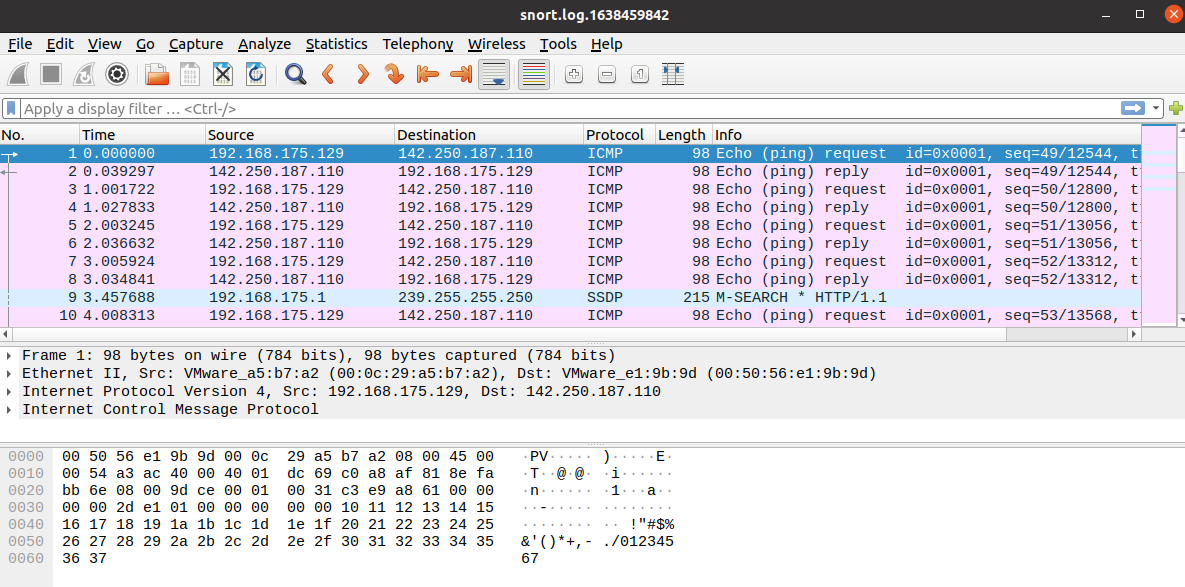 snort.log.1638459842
File Edit View Go Capture Analyze Statistics Telephony Wireless Tools Help
Apply a display filter … <Ctrl-/>
No. Time Source Destination Protocol Length Info
1 0.000000 192.168.175.129 142.250.187.110 ICMP 98 Echo (ping) request id=0x0001, seq=49/12544, t
2 0.039297 142.250.187.110 192.168.175.129 ICMP 98 Echo (ping) reply id=0x0001, seq=49/12544, t
3 1.001722 192.168.175.129 142.250.187.110 ICMP 98 Echo (ping) request id=0x0001, seq=50/12800, t
4 1.027833 142.250.187.110 192.168.175.129 ICMP 98 Echo (ping) reply id=0x0001, seq=50/12800, t
5 2.003245 192.168.175.129 142.250.187.110 ICMP 98 Echo (ping) request id=0x0001, seq=51/13056, t
6 2.036632 142.250.187.110 192.168.175.129 ICMP 98 Echo (ping) reply id=0x0001, seq=51/13056, t
7 3.005924 192.168.175.129 142.250.187.110 ICMP 98 Echo (ping) request id=0x0001, seq=52/13312, t
8 3.034841 142.250.187.110 192.168.175.129 ICMP 98 Echo (ping) reply id=0x0001, seq=52/13312, t
9 3.457688 192.168.175.1 239.255.255.250 SSDP 215 M-SEARCH * HTTP/1.1
10 4.008313 192.168.175.129 142.250.187.110 ICMP 98 Echo (ping) request id=0x0001, seq=53/13568, t
Frame 1: 98 bytes on wire (784 bits), 98 bytes captured (784 bits)
Ethernet II, Src: VMware_a5:b7:a2 (00:0c:29:a5:b7:a2), Dst: VMware_e1:9b:9d (00:50:56:e1:9b:9d)
Internet Protocol Version 4, Src: 192.168.175.129, Dst: 142.250.187.110
Internet Control Message Protocol
0000 00 50 56 e1 9b 9d 00 0c 29 a5 b7 a2 08 00 45 00 ·PV····· )·····E·
0010 00 54 a3 ac 40 00 40 01 dc 69 c0 a8 af 81 8e fa ·T··@·@· ·i······
0020 bb 6e 08 00 9d ce 00 01 00 31 c3 e9 a8 61 00 00 ·n······ ·1···a··
0030 00 00 2d e1 01 00 00 00 00 00 10 11 12 13 14 15 ··-····· ········
0040 16 17 18 19 1a 1b 1c 1d 1e 1f 20 21 22 23 24 25 ········ ·· !"#$%
0050 26 27 28 29 2a 2b 2c 2d 2e 2f 30 31 32 33 34 35 &'()*+,- ./012345
0060 36 37 67